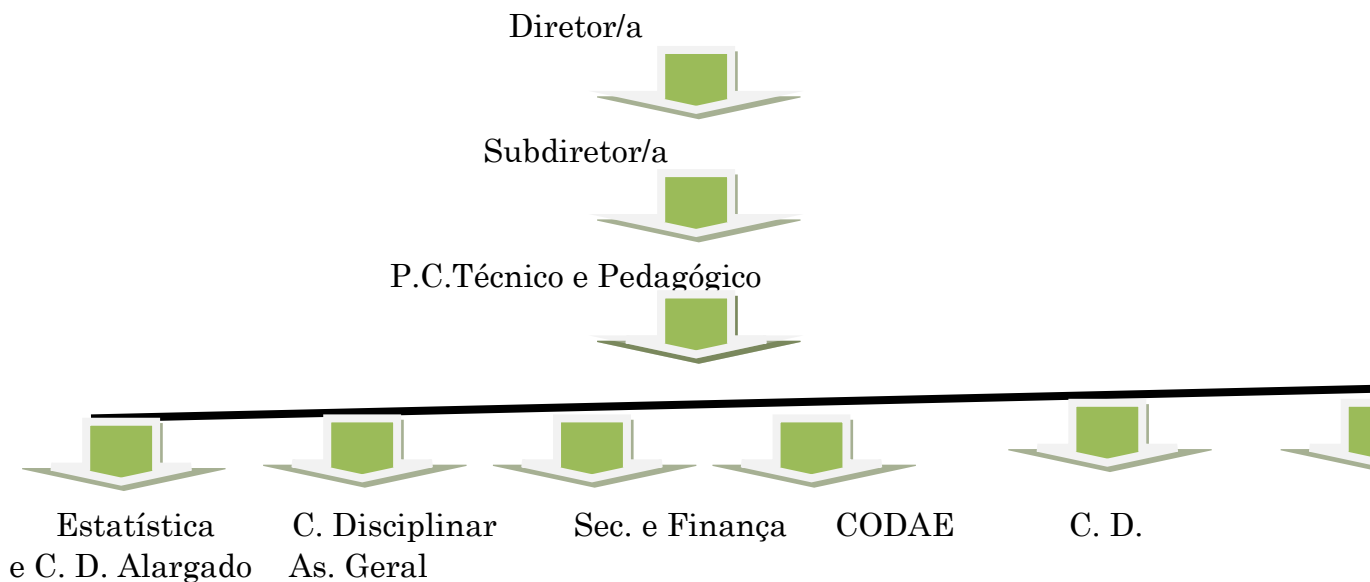 Diretor/a
Subdiretor/a
P.C.Técnico e Pedagógico
Estatística C. Disciplinar Sec. e Finança CODAE C. D.
e C. D. Alargado As. Geral